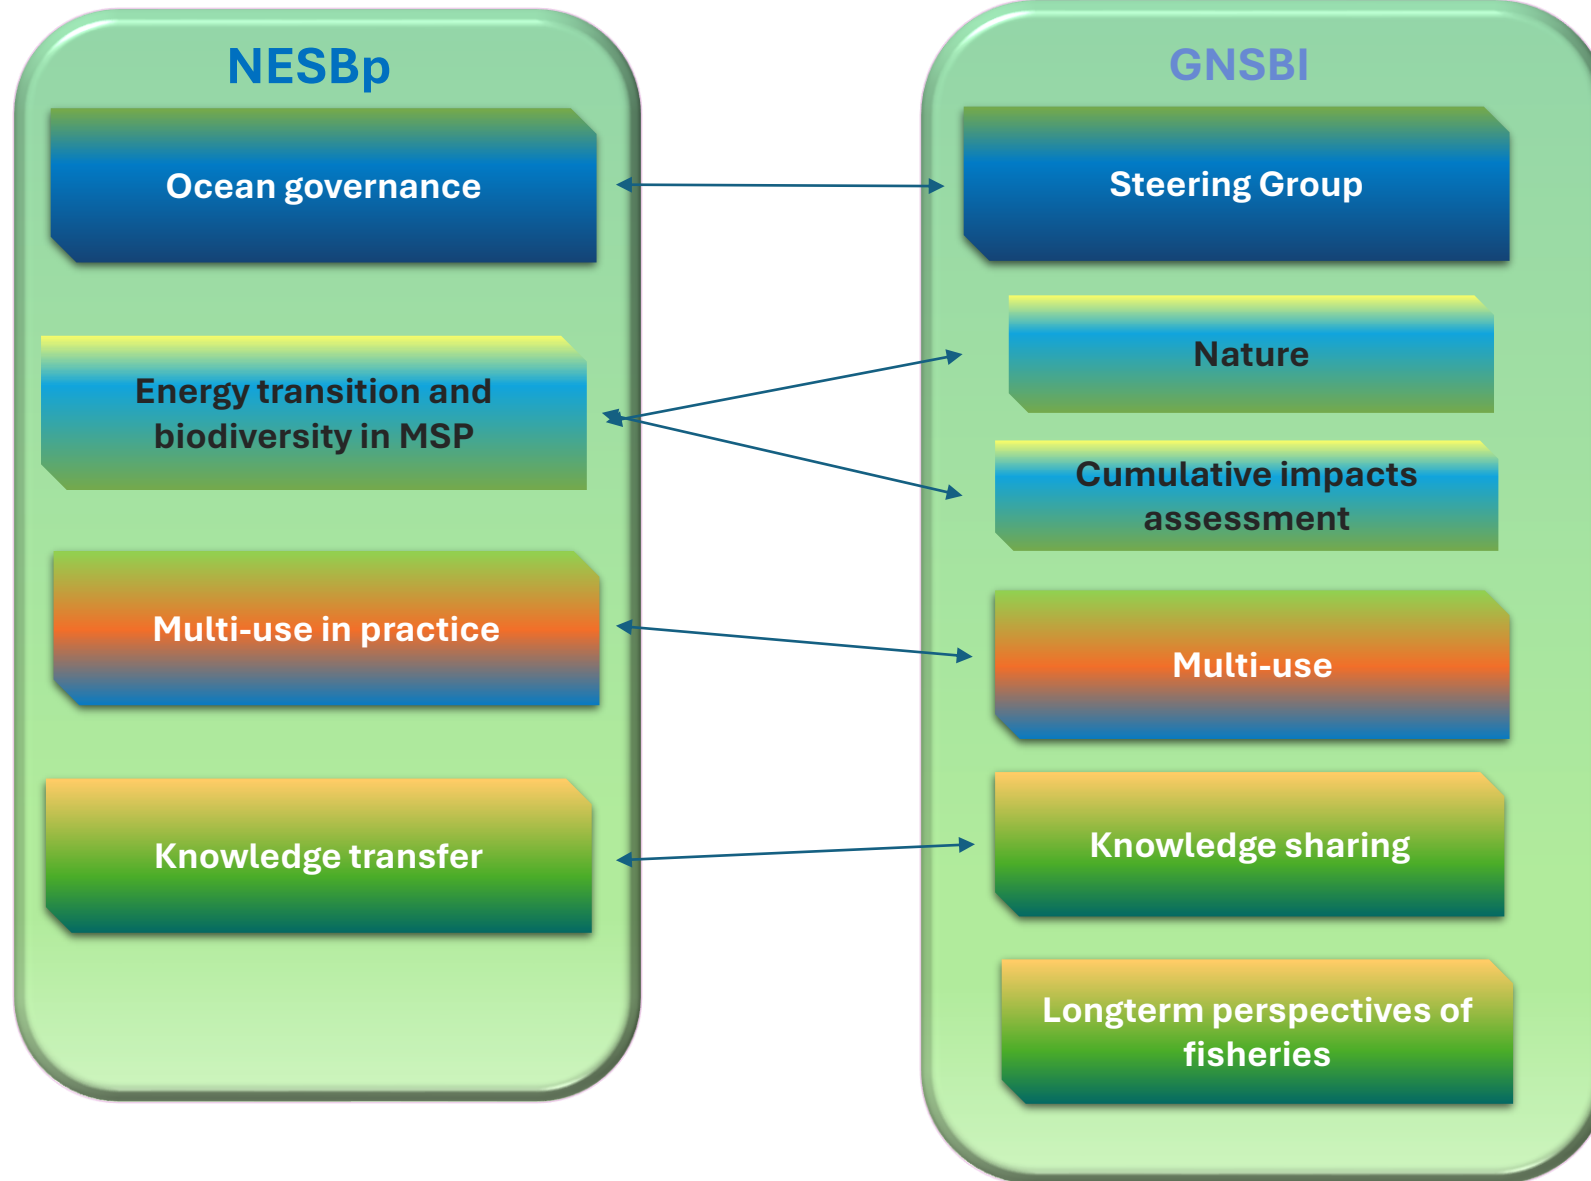 NESBp
Ocean governance
Energy transition and
biodiversity in MSP
Multi-use in practice
Knowledge transfer
GNSBI
Steering Group
Nature
Cumulative impacts
assessment
Multi-use
Knowledge sharing
Longterm perspectives of
fisheries